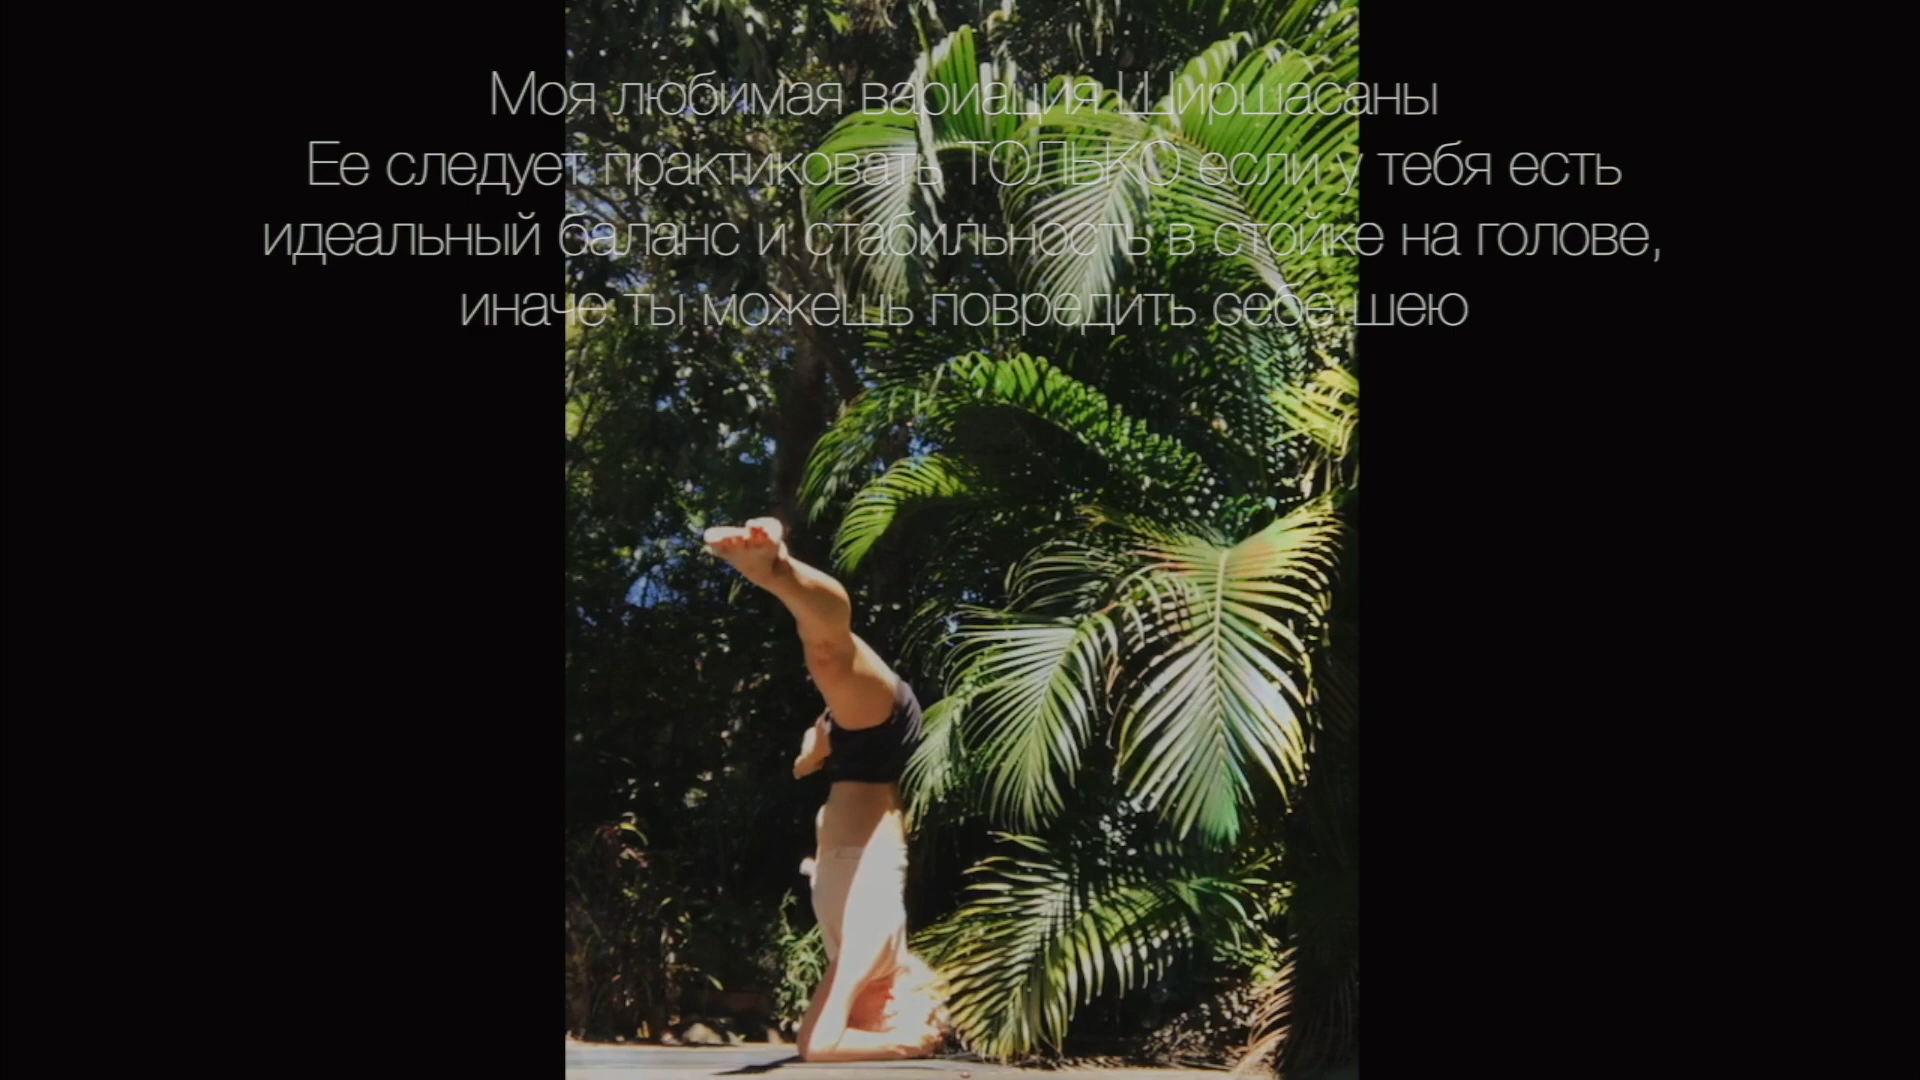 Моя любимая вариация Ширшасаны
Ее следует практиковать ТОЛЬКО если у тебя есть
идеальный баланс и стабильность в стойке на голове,
иначе ты можешь повредить себе шею